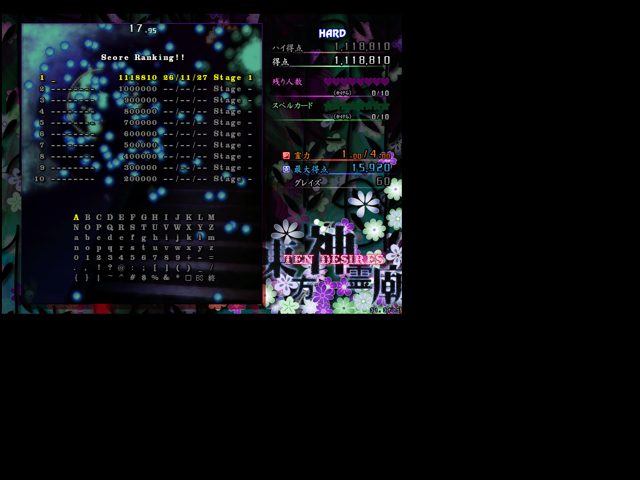 17.95
Score Ranking!!
1 _ 1118810 26/11/27 Stage 1
2 -------- 1000000 --/--/-- Stage -
3 -------- 900000 --/--/-- Stage -
4 -------- 800000 --/--/-- Stage -
5 -------- 700000 --/--/-- Stage -
6 -------- 600000 --/--/-- Stage -
7 -------- 500000 --/--/-- Stage -
8 -------- 400000 --/--/-- Stage -
9 -------- 300000 --/--/-- Stage -
10 -------- 200000 --/--/-- Stage -
A B C D E F G H I J K L M
N O P Q R S T U V W X Y Z
a b c d e f g h i j k l m
n o p q r s t u v w x y z
0 1 2 3 4 5 6 7 8 9 + - =
. , ! ? @ : ; [ ] ( ) _ /
{ } | ~ ^ # $ % & * 終
HARD
ハイ得点 1,118,810
得点 1,118,810
残り人数
0/10
スペルカード
0/10
霊力 1.00/4.00
最大得点 15,920
グレイズ 60
東方神霊廟
TEN DESIRES